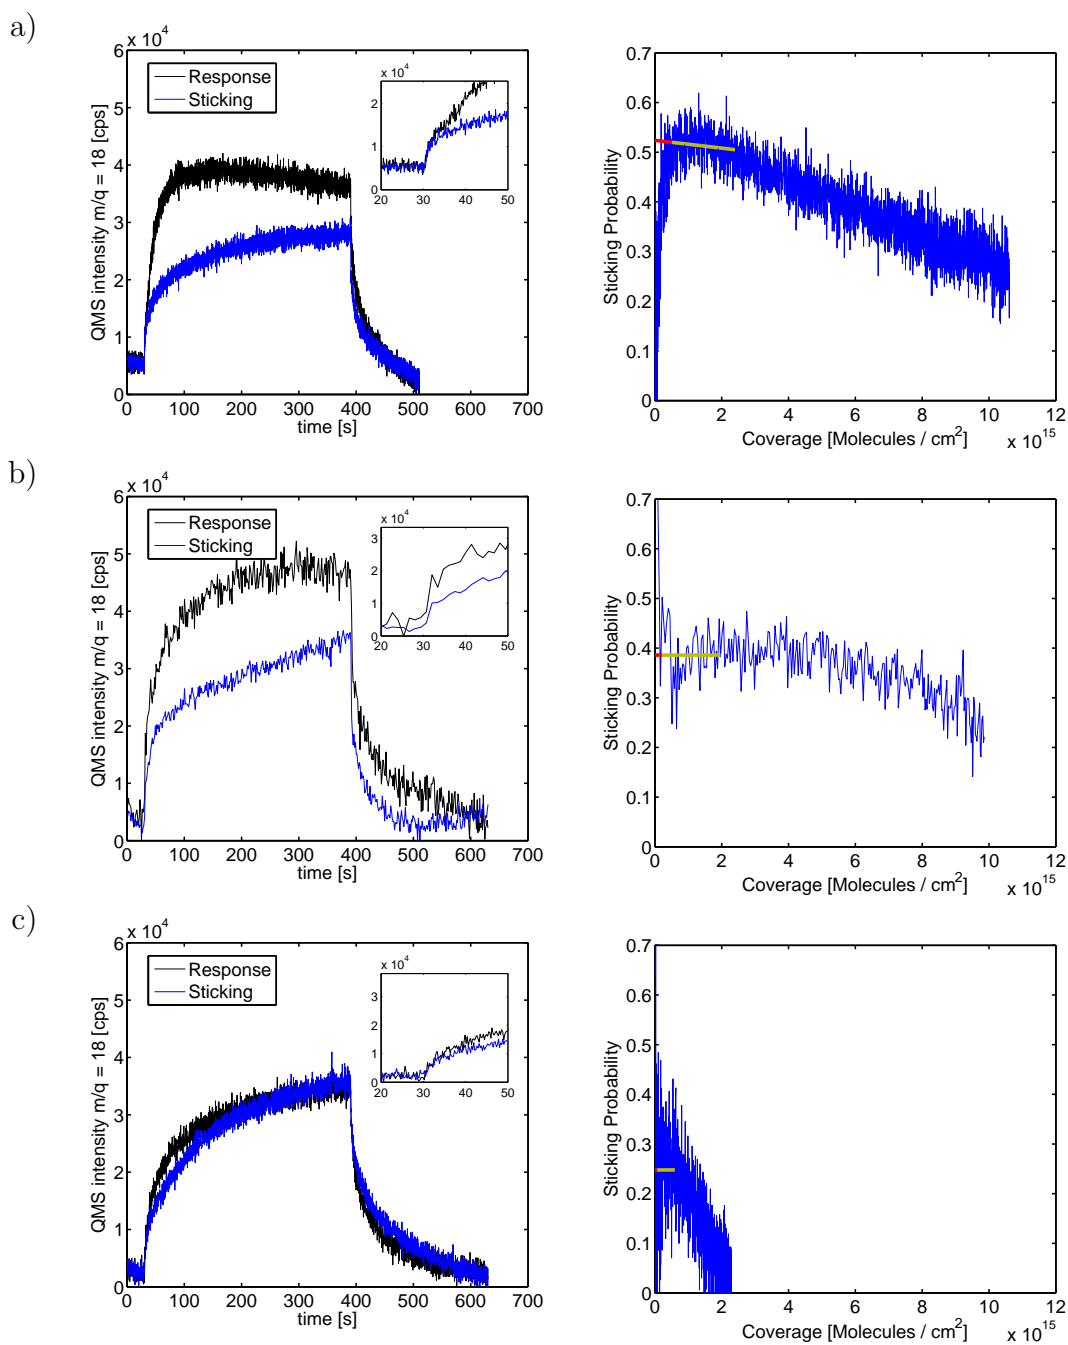 a)
x 10^4
6
5
4
3
2
1
0
QMS intensity m/q = 18 [cps]
Response
Sticking
x 10^4
2
1
0
20 30 40 50
0 100 200 300 400 500 600 700
time [s]
0.7
0.6
0.5
0.4
0.3
0.2
0.1
0
Sticking Probability
0 2 4 6 8 10 12
Coverage [Molecules / cm^2]
x 10^15
b)
x 10^4
6
5
4
3
2
1
0
QMS intensity m/q = 18 [cps]
Response
Sticking
x 10^4
3
2
1
0
20 30 40 50
0 100 200 300 400 500 600 700
time [s]
0.7
0.6
0.5
0.4
0.3
0.2
0.1
0
Sticking Probability
0 2 4 6 8 10 12
Coverage [Molecules / cm^2]
x 10^15
c)
x 10^4
6
5
4
3
2
1
0
QMS intensity m/q = 18 [cps]
Response
Sticking
x 10^4
3
2
1
0
20 30 40 50
0 100 200 300 400 500 600 700
time [s]
0.7
0.6
0.5
0.4
0.3
0.2
0.1
0
Sticking Probability
0 2 4 6 8 10 12
Coverage [Molecules / cm^2]
x 10^15